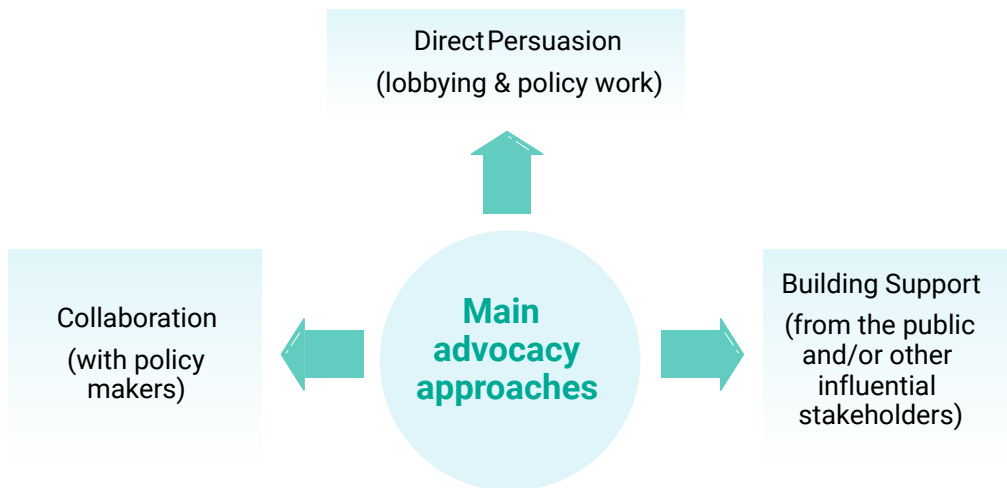 Direct Persuasion
(lobbying & policy work)
Collaboration
(with policy
makers)
Main
advocacy
approaches
Building Support
(from the public
and/or other
influential
stakeholders)